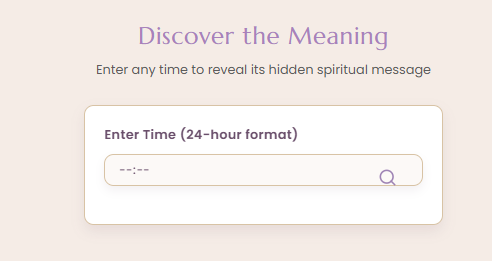 Discover the Meaning
Enter any time to reveal its hidden spiritual message
Enter Time (24-hour format)
--:--